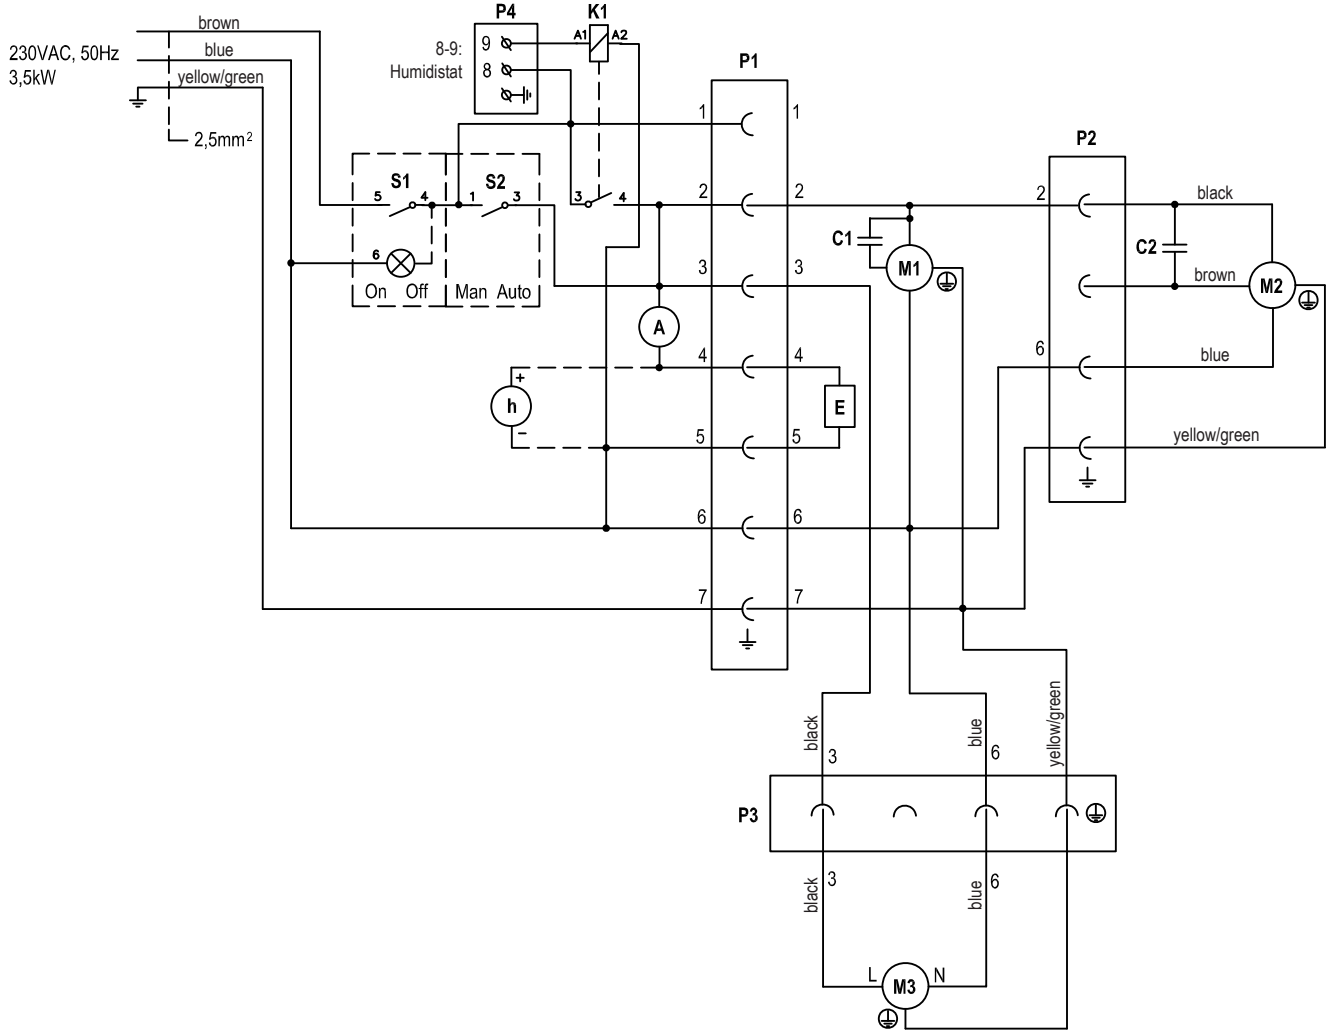 brown
230VAC, 50Hz
blue
3,5kW
yellow/green
2,5mm²
P4
K1
9
A1
A2
8-9:
Humidistat
8
P1
1
1
P2
S1
S2
5
4
1
3
3
4
2
2
2
black
C1
M1
C2
6
3
3
brown
M2
On
Off
Man
Auto
A
4
4
6
blue
+
h
−
E
5
5
yellow/green
6
6
7
7
black
3
blue
6
yellow/green
P3
black
3
blue
6
L
M3
N